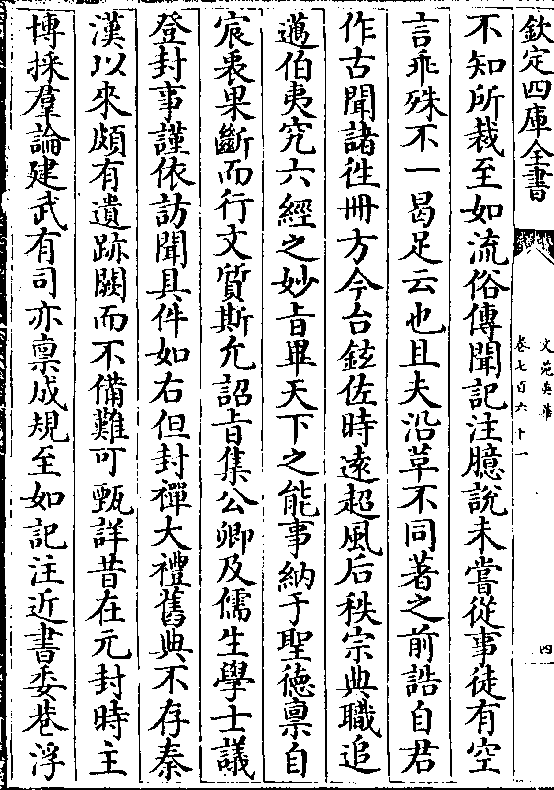 欽定四庫全書
文苑英華
卷七百六十一
四
不知所裁至如流俗傳聞記注臆說未嘗從事徒有空
言乖殊不一曷足云也且夫沿革不同著之前誥自君
作古聞諸徃冊方今台鉉佐時逺超風后秩宗典職追
邁伯夷究六經之妙旨畢天下之能事納于聖德稟自
宸衷果斷而行文質斯允詔旨集公卿及儒生學士議
登封事謹依訪聞具件如右但封禪大禮舊典不存秦
漢以來頗有遺跡闕而不備難可甄詳昔在元封時主
博採羣論建武有司亦禀成規至如記注近書委巷浮